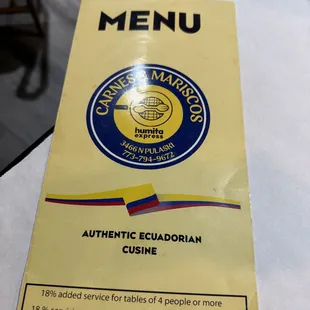 MENU
CARNES & MARISCOS
humita
express
3466 N PULASKI
773-794-9672
AUTHENTIC ECUADORIAN
CUSINE
18% added service for tables of 4 people or more